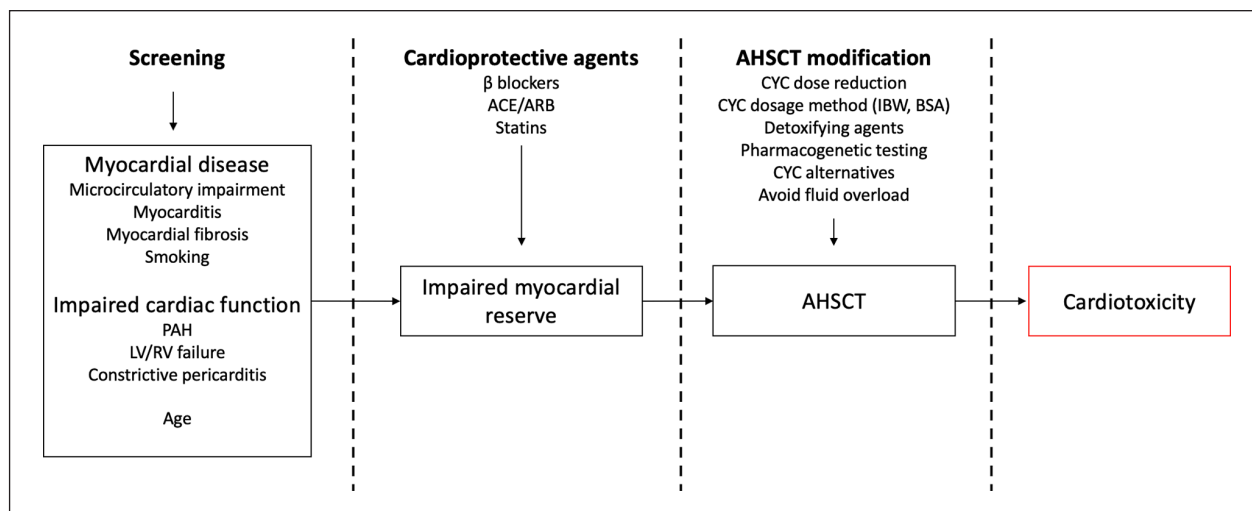 Screening
Myocardial disease
Microcirculatory impairment
Myocarditis
Myocardial fibrosis
Smoking
Impaired cardiac function
PAH
LV/RV failure
Constrictive pericarditis
Age
Cardioprotective agents
β blockers
ACE/ARB
Statins
Impaired myocardial
reserve
AHSCT modification
CYC dose reduction
CYC dosage method (IBW, BSA)
Detoxifying agents
Pharmacogenetic testing
CYC alternatives
Avoid fluid overload
AHSCT
Cardiotoxicity